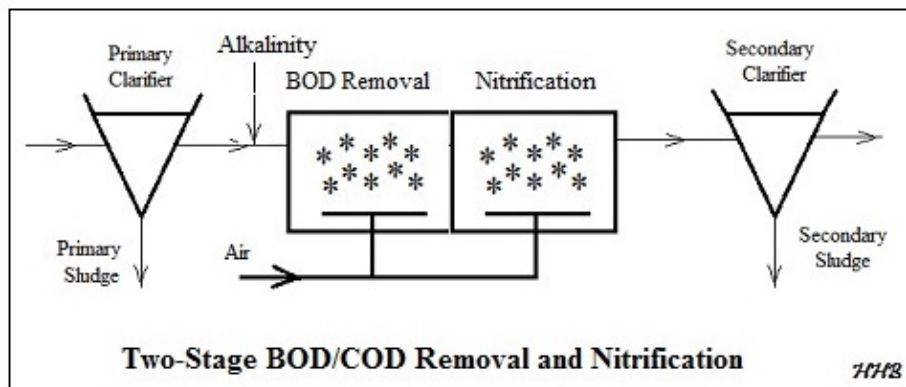 Primary
Clarifier
Alkalinity
Secondary
Clarifier
BOD Removal
Nitrification
Primary
Sludge
Air
Secondary
Sludge
Two-Stage BOD/COD Removal and Nitrification
HHB